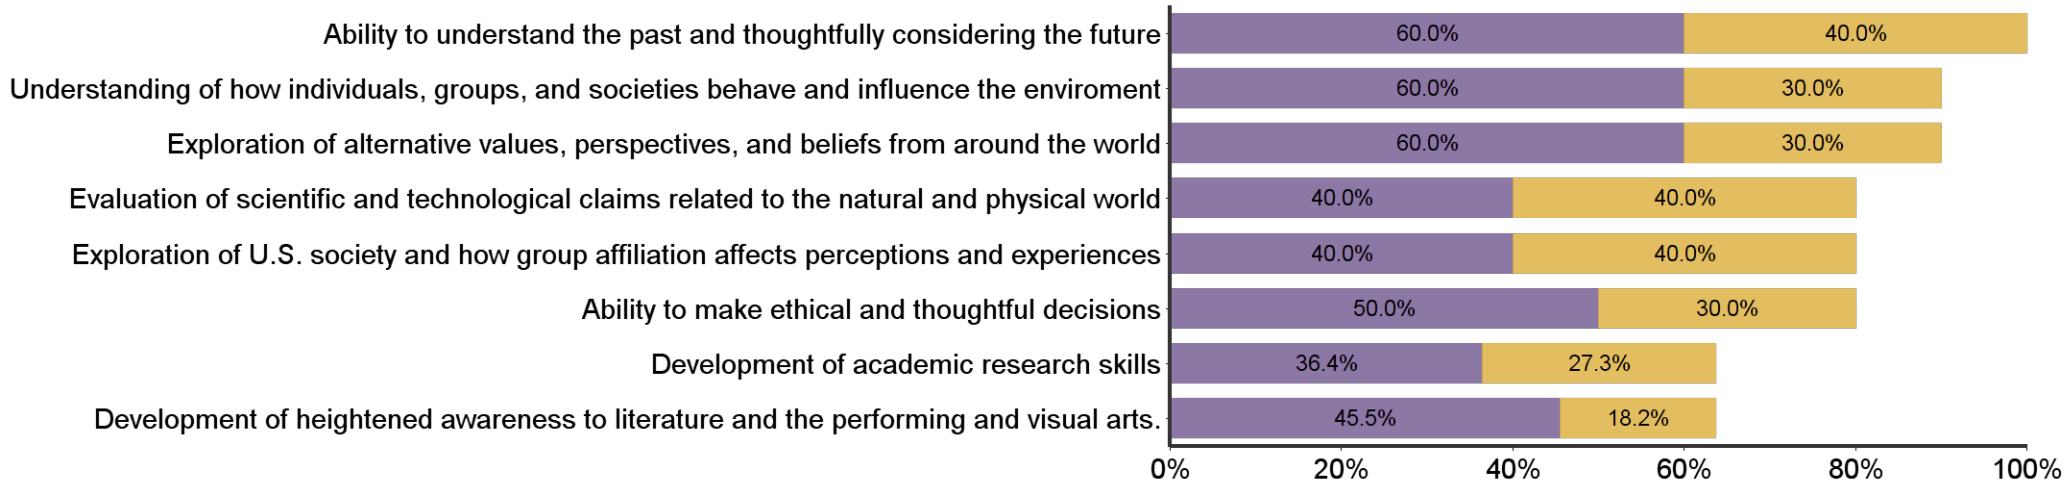 Ability to understand the past and thoughtfully considering the future 60.0% 40.0%
Understanding of how individuals, groups, and societies behave and influence the enviroment 60.0% 30.0%
Exploration of alternative values, perspectives, and beliefs from around the world 60.0% 30.0%
Evaluation of scientific and technological claims related to the natural and physical world 40.0% 40.0%
Exploration of U.S. society and how group affiliation affects perceptions and experiences 40.0% 40.0%
Ability to make ethical and thoughtful decisions 50.0% 30.0%
Development of academic research skills 36.4% 27.3%
Development of heightened awareness to literature and the performing and visual arts. 45.5% 18.2%
0% 20% 40% 60% 80% 100%